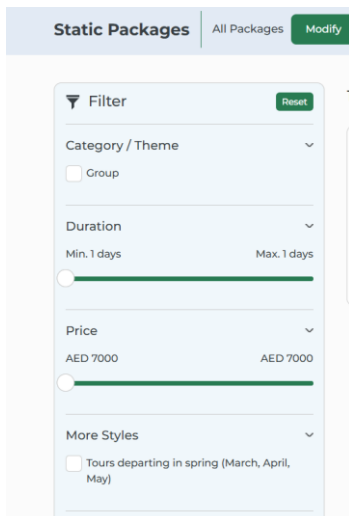 Static Packages
All Packages
Modify
Filter
Reset
Category / Theme
Group
Duration
Min. 1 days
Max. 1 days
Price
AED 7000
AED 7000
More Styles
Tours departing in spring (March, April,
May)